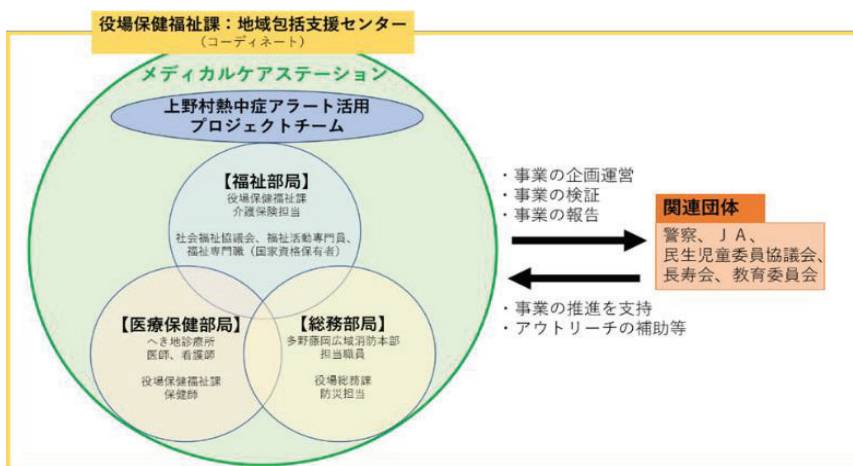 役場保健福祉課：地域包括支援センター
（コーディネート）
メディカルケアステーション
上野村熱中症アラート活用
プロジェクトチーム
【福祉部局】
役場保健福祉課
介護保険担当
社会福祉協議会、福祉活動専門員、
福祉専門職（国家資格保有者）
【医療保健部局】
へき地診療所
医師、看護師
役場保健福祉課
保健師
【総務部局】
多野藤岡広域消防本部
担当職員
役場総務課
防災担当
・事業の企画運営
・事業の検証
・事業の報告
・事業の推進を支持
・アウトリーチの補助等
関連団体
警察、ＪＡ、
民生児童委員協議会、
長寿会、教育委員会